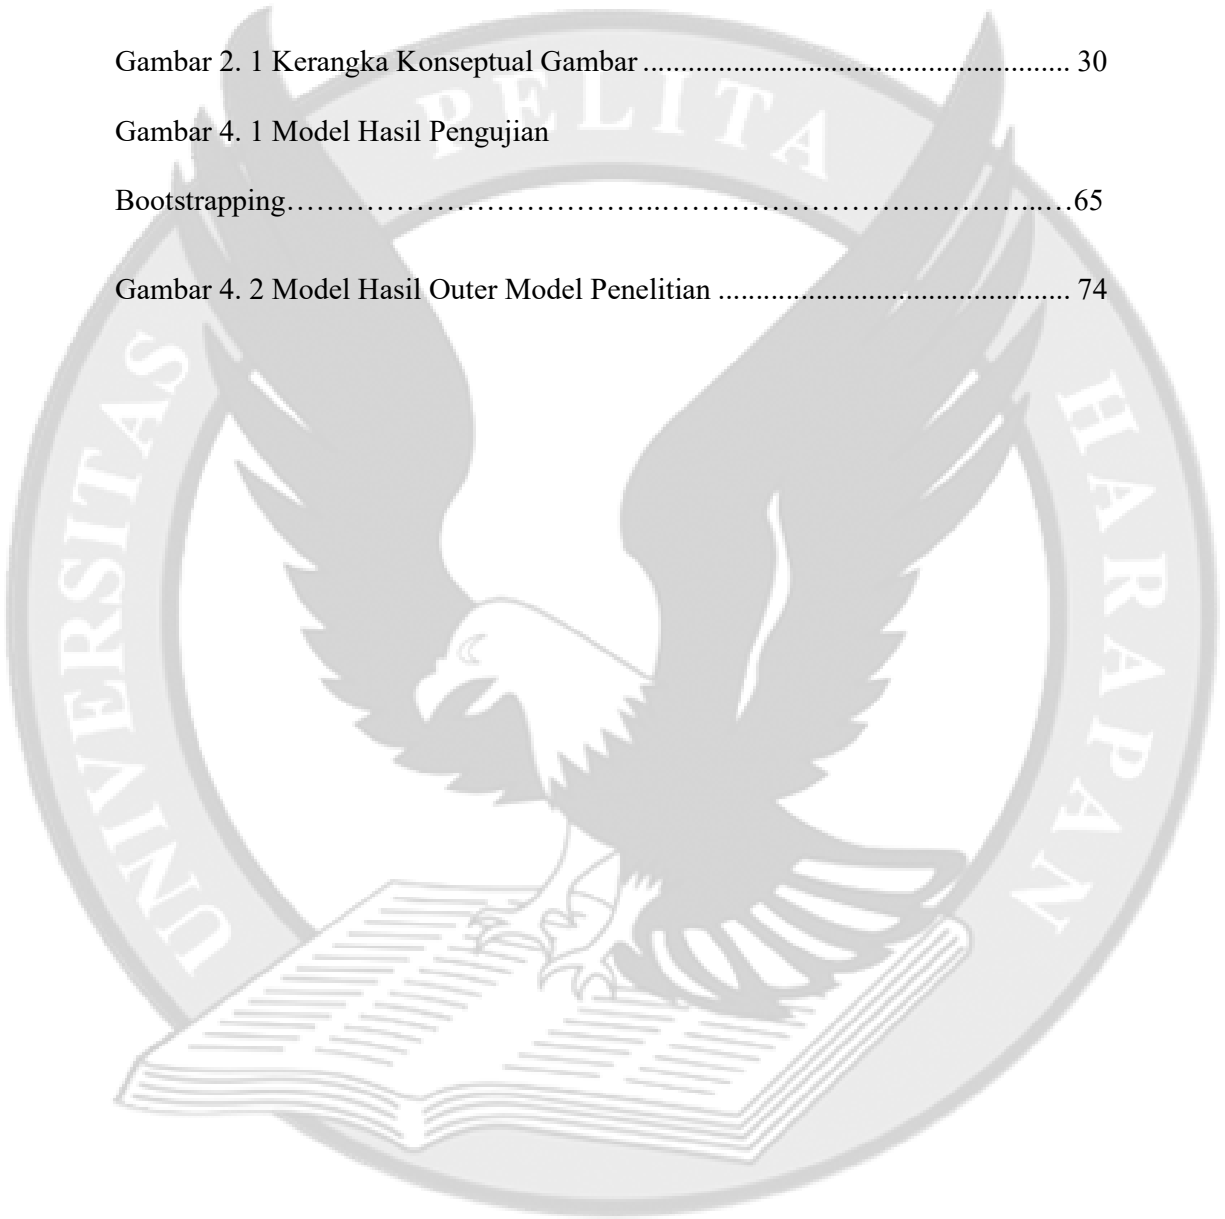 Gambar 2. 1 Kerangka Konseptual Gambar ................................................................ 30
Gambar 4. 1 Model Hasil Pengujian
Bootstrapping………………………………...…………………………………...…65
Gambar 4. 2 Model Hasil Outer Model Penelitian ............................................... 74
UNIVERSITAS PELITA HARAPAN